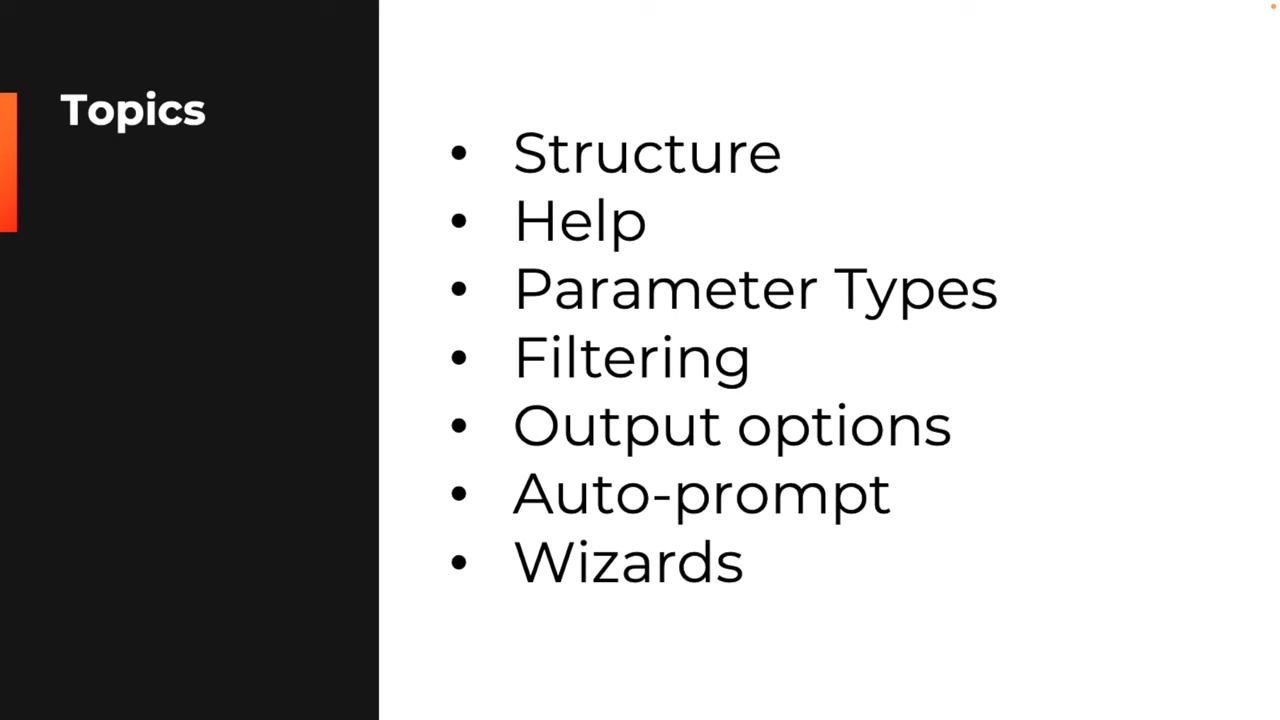 Topics
• Structure
• Help
• Parameter Types
• Filtering
• Output options
• Auto-prompt
• Wizards